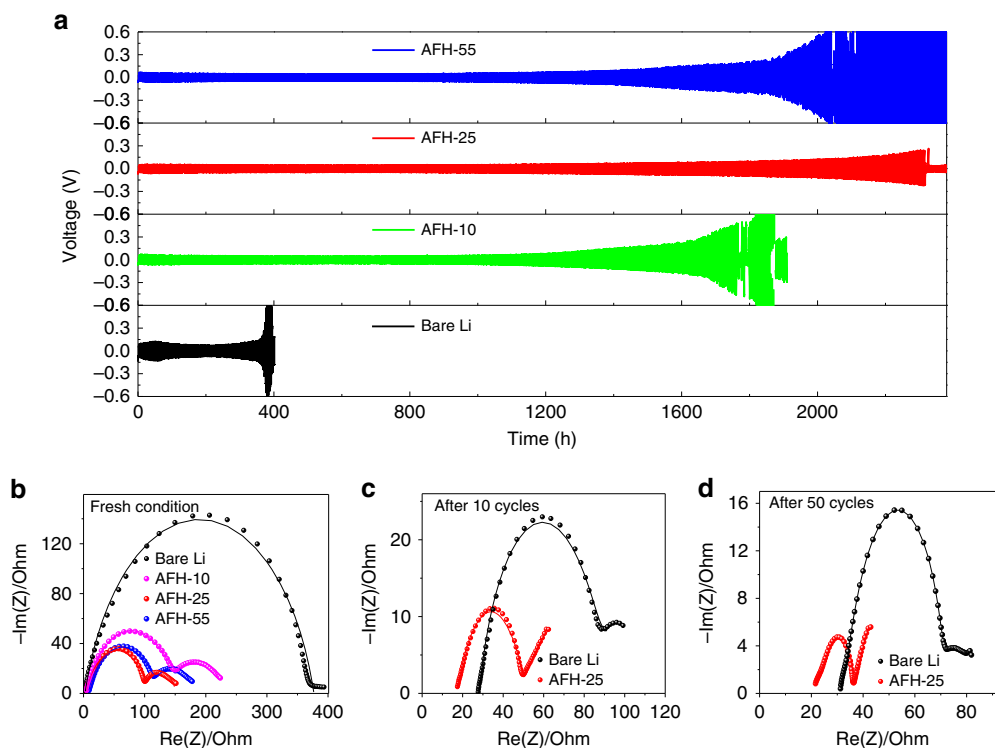 a
0.6
0.3
0.0
–0.3
–0.6
AFH-55
0.3
0.0
–0.3
–0.6
AFH-25
0.6
0.3
0.0
–0.3
–0.6
AFH-10
0.6
0.3
0.0
–0.3
–0.6
Bare Li
Voltage (V)
0 400 800 1200 1600 2000
Time (h)
b
Fresh condition
Bare Li
AFH-10
AFH-25
AFH-55
–Im(Z)/Ohm
120
80
40
0
0 100 200 300 400
Re(Z)/Ohm
c
After 10 cycles
Bare Li
AFH-25
–Im(Z)/Ohm
20
10
0
0 20 40 60 80 100 120
Re(Z)/Ohm
d
After 50 cycles
Bare Li
AFH-25
–Im(Z)/Ohm
16
12
8
4
0
0 20 40 60 80
Re(Z)/Ohm